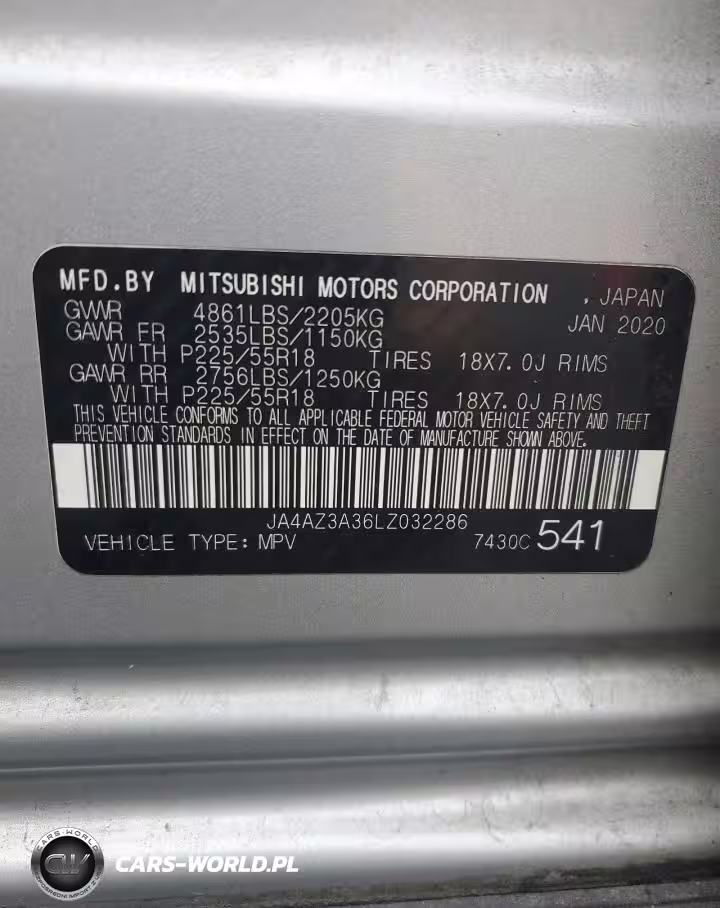 MFD.BY MITSUBISHI MOTORS CORPORATION , JAPAN
GVWR 4861LBS/2205KG JAN 2020
GAWR FR 2535LBS/1150KG
WITH P225/55R18 TIRES 18X7.0J RIMS
GAWR RR 2756LBS/1250KG
WITH P225/55R18 TIRES 18X7.0J RIMS
THIS VEHICLE CONFORMS TO ALL APPLICABLE FEDERAL MOTOR VEHICLE SAFETY AND THEFT
PREVENTION STANDARDS IN EFFECT ON THE DATE OF MANUFACTURE SHOWN ABOVE.
JA4AZ3A36LZ032286
VEHICLE TYPE: MPV 7430C 541
CARS-WORLD
CW
CARS-WORLD.PL